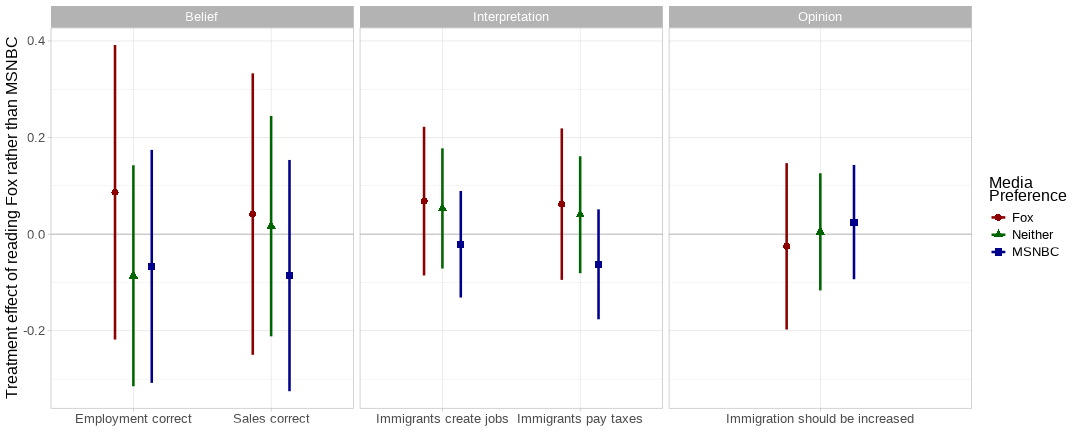 Belief
Interpretation
Opinion
Treatment effect of reading Fox rather than MSNBC
0.4
0.2
0.0
-0.2
Employment correct
Sales correct
Immigrants create jobs
Immigrants pay taxes
Immigration should be increased
Media
Preference
Fox
Neither
MSNBC